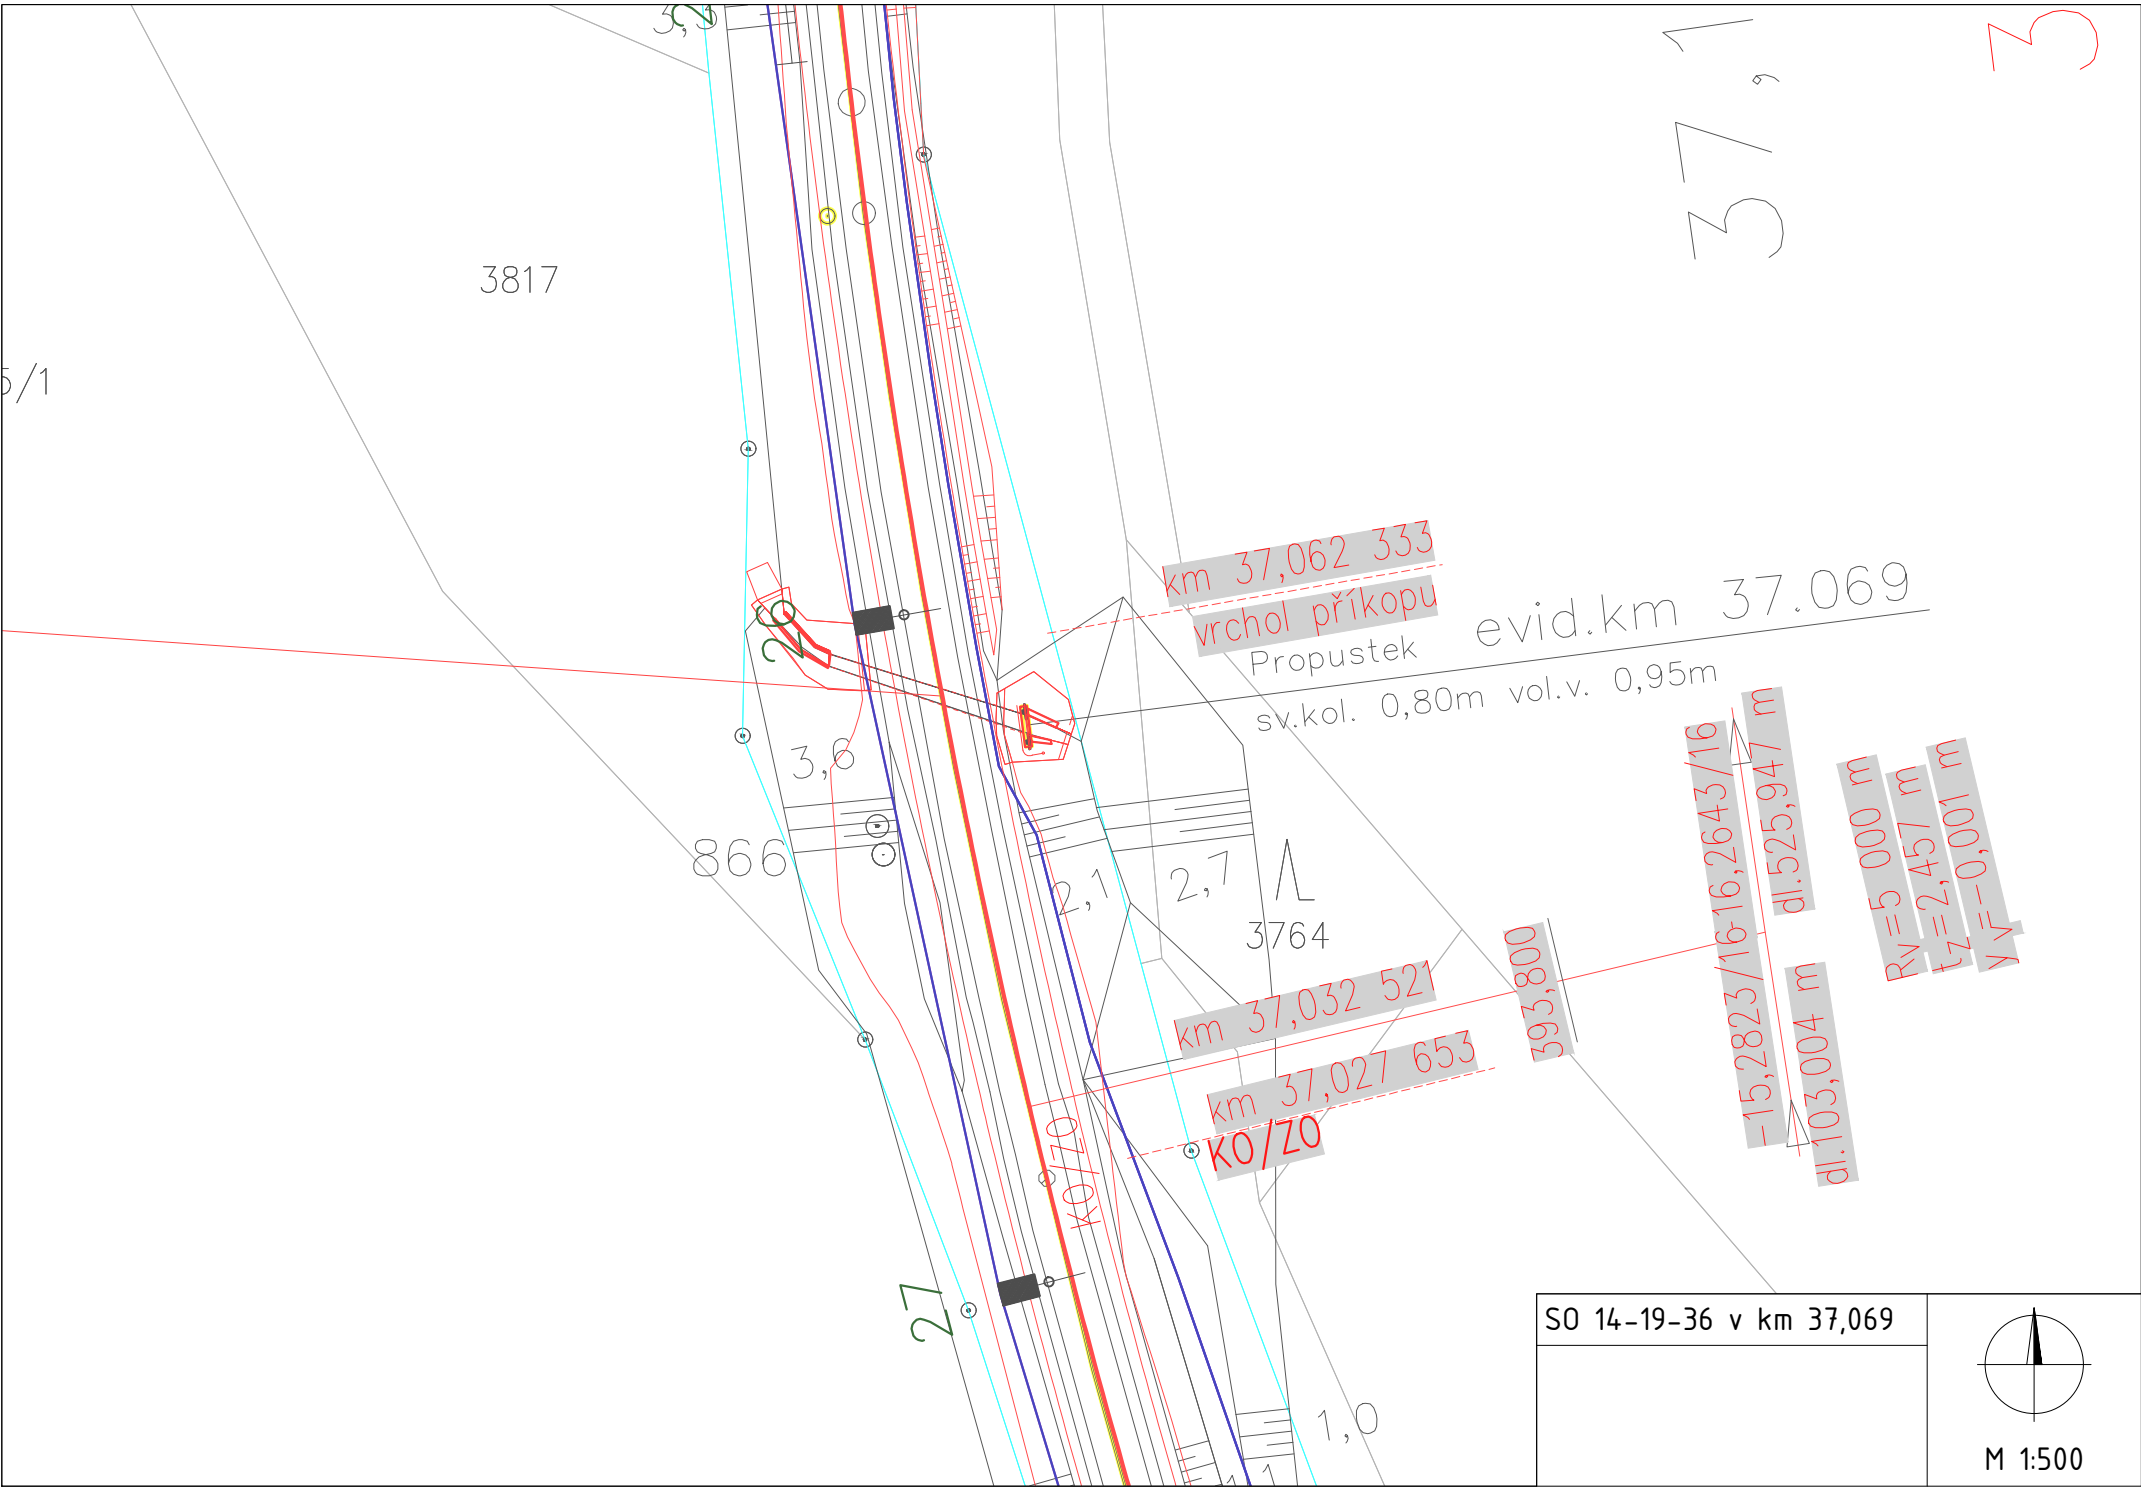 3,3
2
37,1
3
3817
5/1
km 37,062 333
vrchol příkopu
Propustek evid.km 37.069
sv.kol. 0,80m vol.v. 0,95m
3,6
866
2,1
2,7
3764
-15,2823/16-16,2643/16
dl.525,947 m
dl.103,004 m
Rv=5 000 m
tz=2,457 m
yv=-0,001 m
393,800
km 37,032 521
km 37,027 653
KO/ZO
KO/ZO
27
1,0
SO 14-19-36 v km 37,069
M 1:500